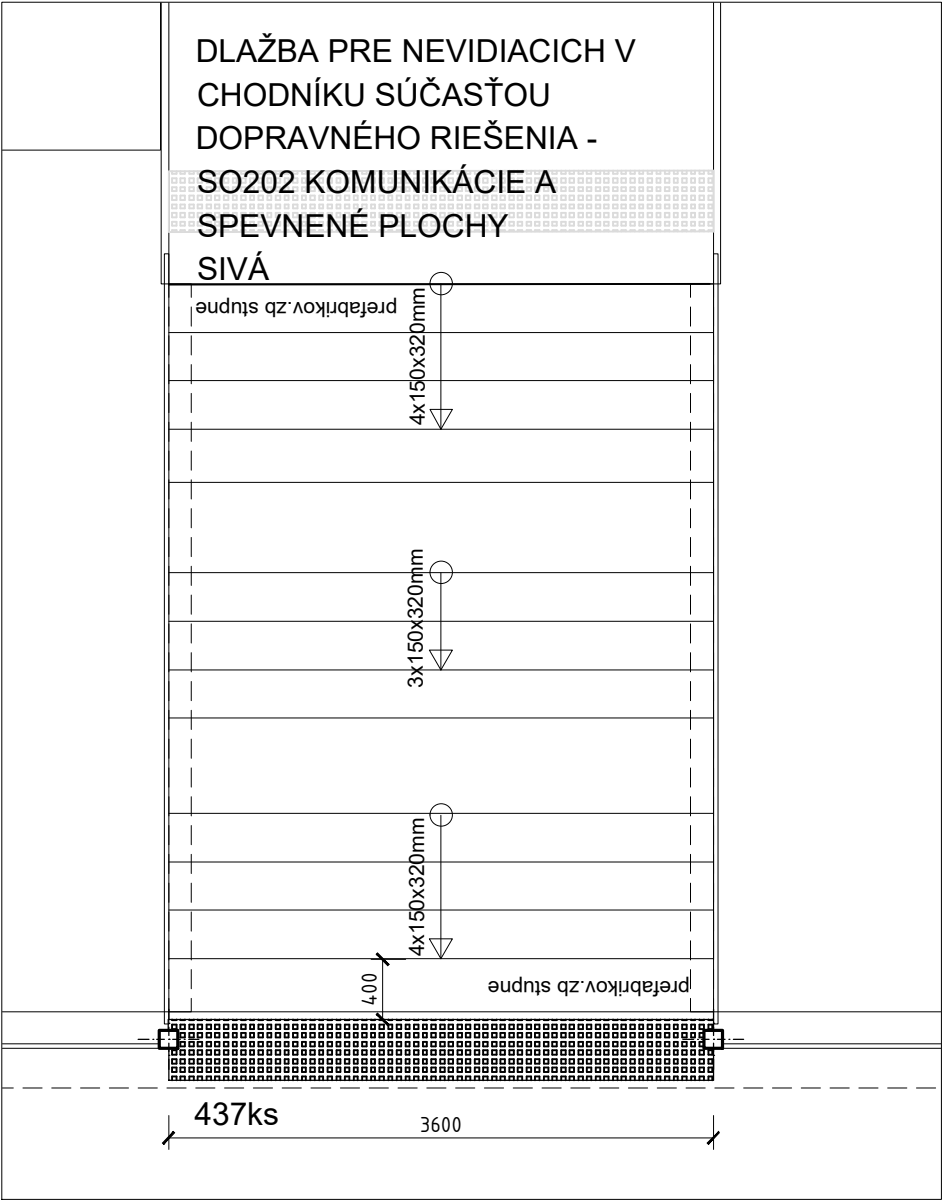 DLAŽBA PRE NEVIDIACICH V
CHODNÍKU SÚČASŤOU
DOPRAVNÉHO RIEŠENIA -
SO202 KOMUNIKÁCIE A
SPEVNENÉ PLOCHY
SIVÁ
prefabrikov.zb stupne
4x150x320mm
3x150x320mm
4x150x320mm
400
prefabrikov.zb stupne
437ks
3600